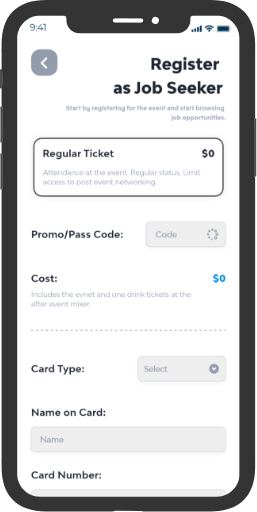 9:41
Register
as Job Seeker
Start by registering for the event and start browsing
job opportunities.
Regular Ticket $0
Attendance at the event. Regular status. Limit
access to post event networking.
Promo/Pass Code: Code
Cost: $0
Includes the evnet and one drink tickets at the
after event mixer.
Card Type: Select
Name on Card:
Name
Card Number: